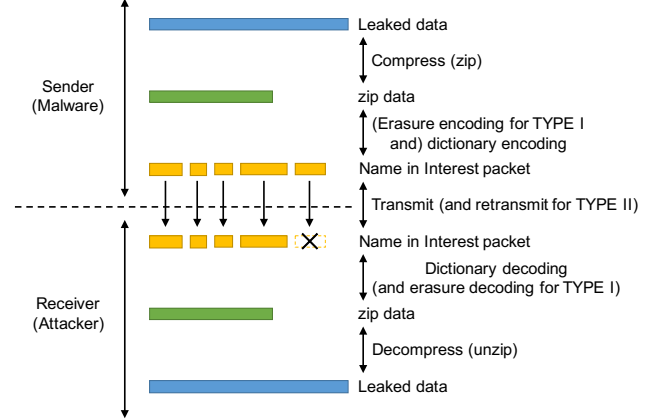 Leaked data
Compress (zip)
Sender
(Malware)
zip data
(Erasure encoding for TYPE I
and) dictionary encoding
Name in Interest packet
Transmit (and retransmit for TYPE II)
Name in Interest packet
Dictionary decoding
(and erasure decoding for TYPE I)
Receiver
(Attacker)
zip data
Decompress (unzip)
Leaked data